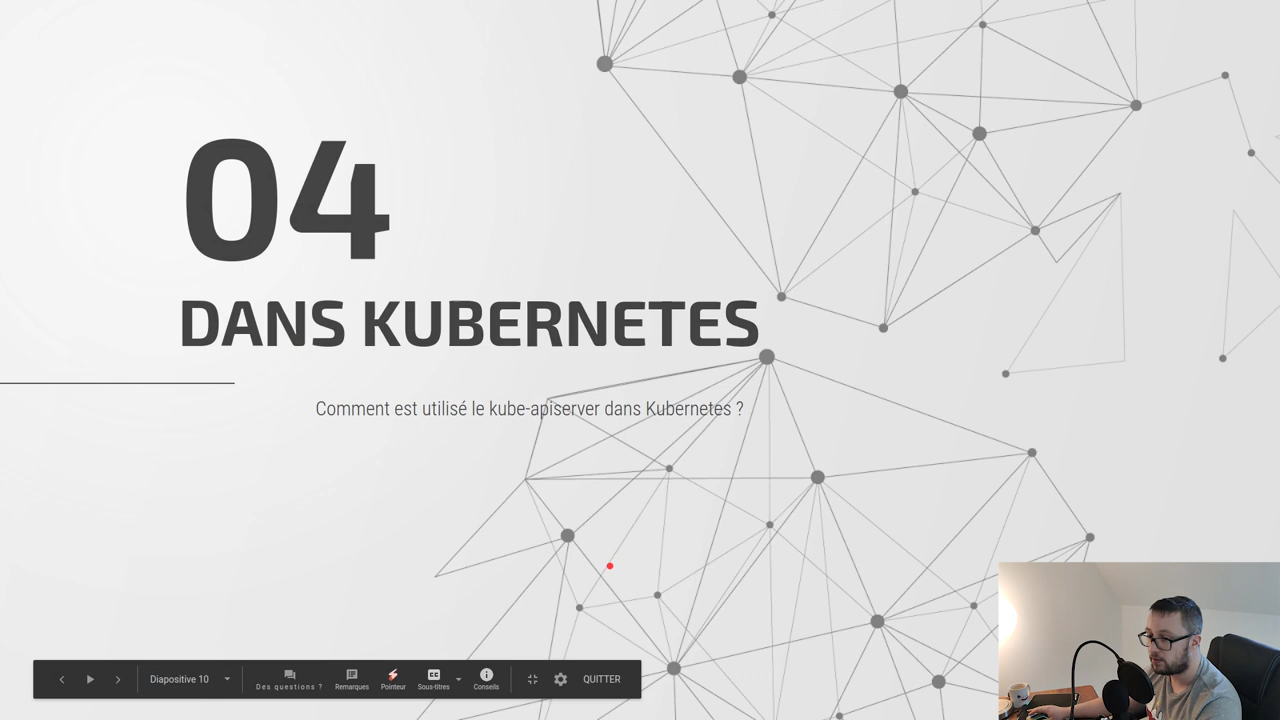 04
DANS KUBERNETES
Comment est utilisé le kube-apiserver dans Kubernetes ?
Diapositive 10
Des questions ?
Remarques
Pointeur
CC
Sous-titres
Conseils
QUITTER